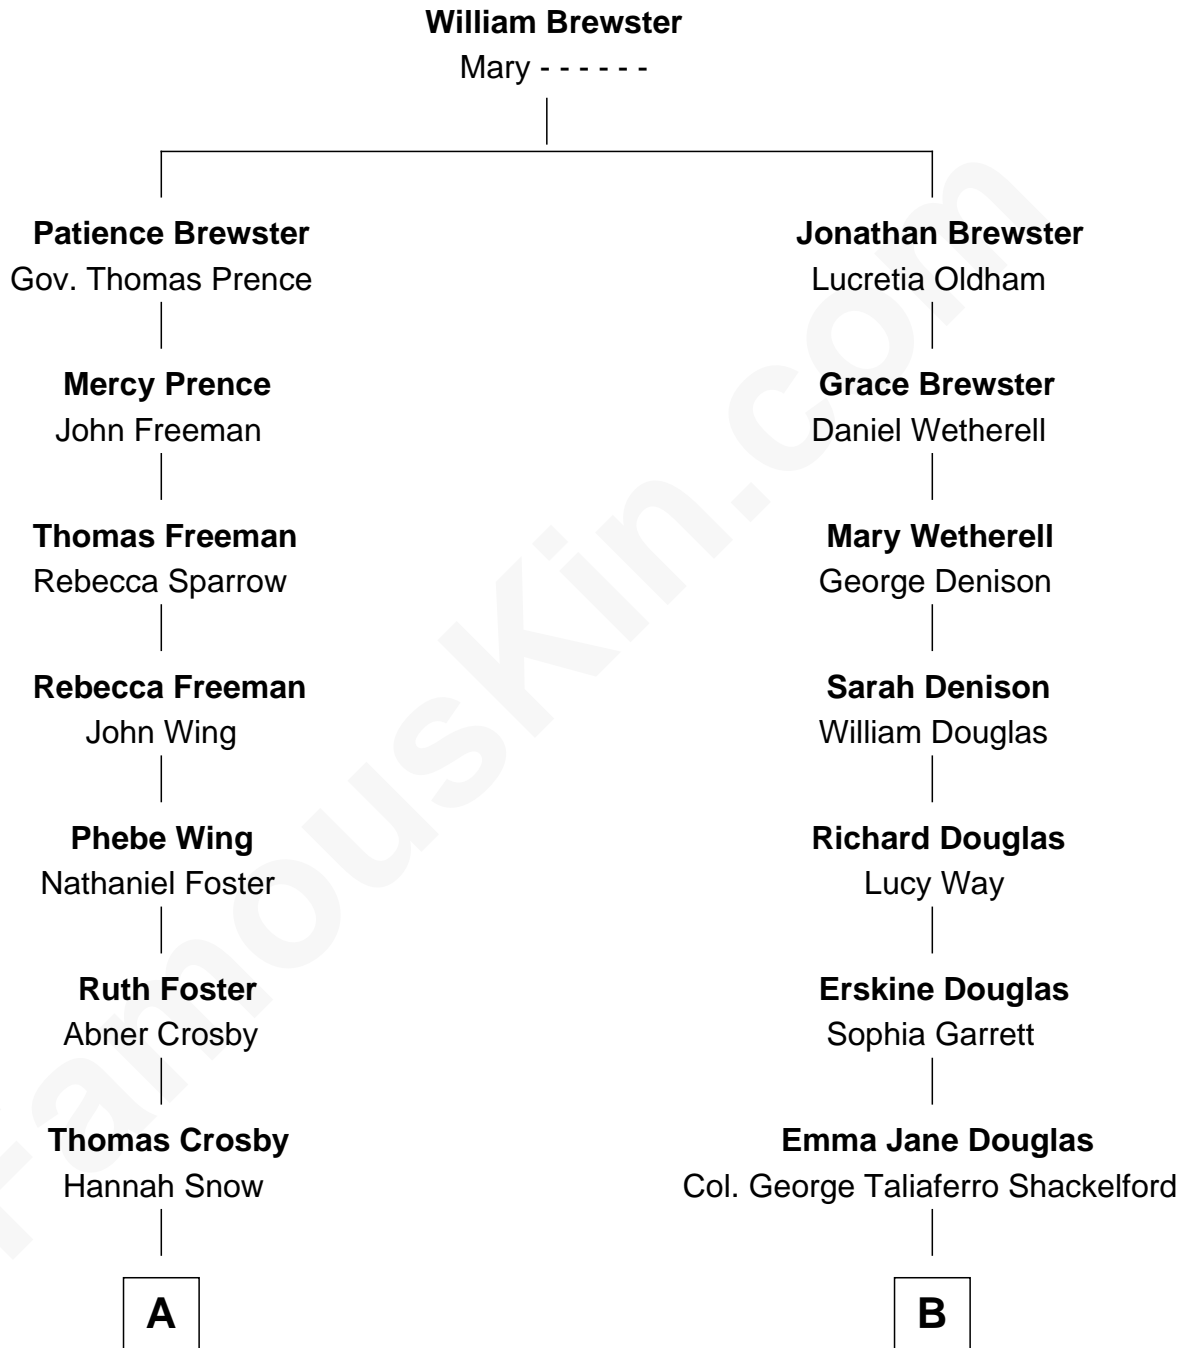 William Brewster
Mary - - - - - -
Patience Brewster
Gov. Thomas Prence
Jonathan Brewster
Lucretia Oldham
Mercy Prence
John Freeman
Grace Brewster
Daniel Wetherell
Thomas Freeman
Rebecca Sparrow
Mary Wetherell
George Denison
Rebecca Freeman
John Wing
Sarah Denison
William Douglas
Phebe Wing
Nathaniel Foster
Richard Douglas
Lucy Way
Ruth Foster
Abner Crosby
Erskine Douglas
Sophia Garrett
Thomas Crosby
Hannah Snow
Emma Jane Douglas
Col. George Taliaferro Shackelford
A
B
FamousKin.com